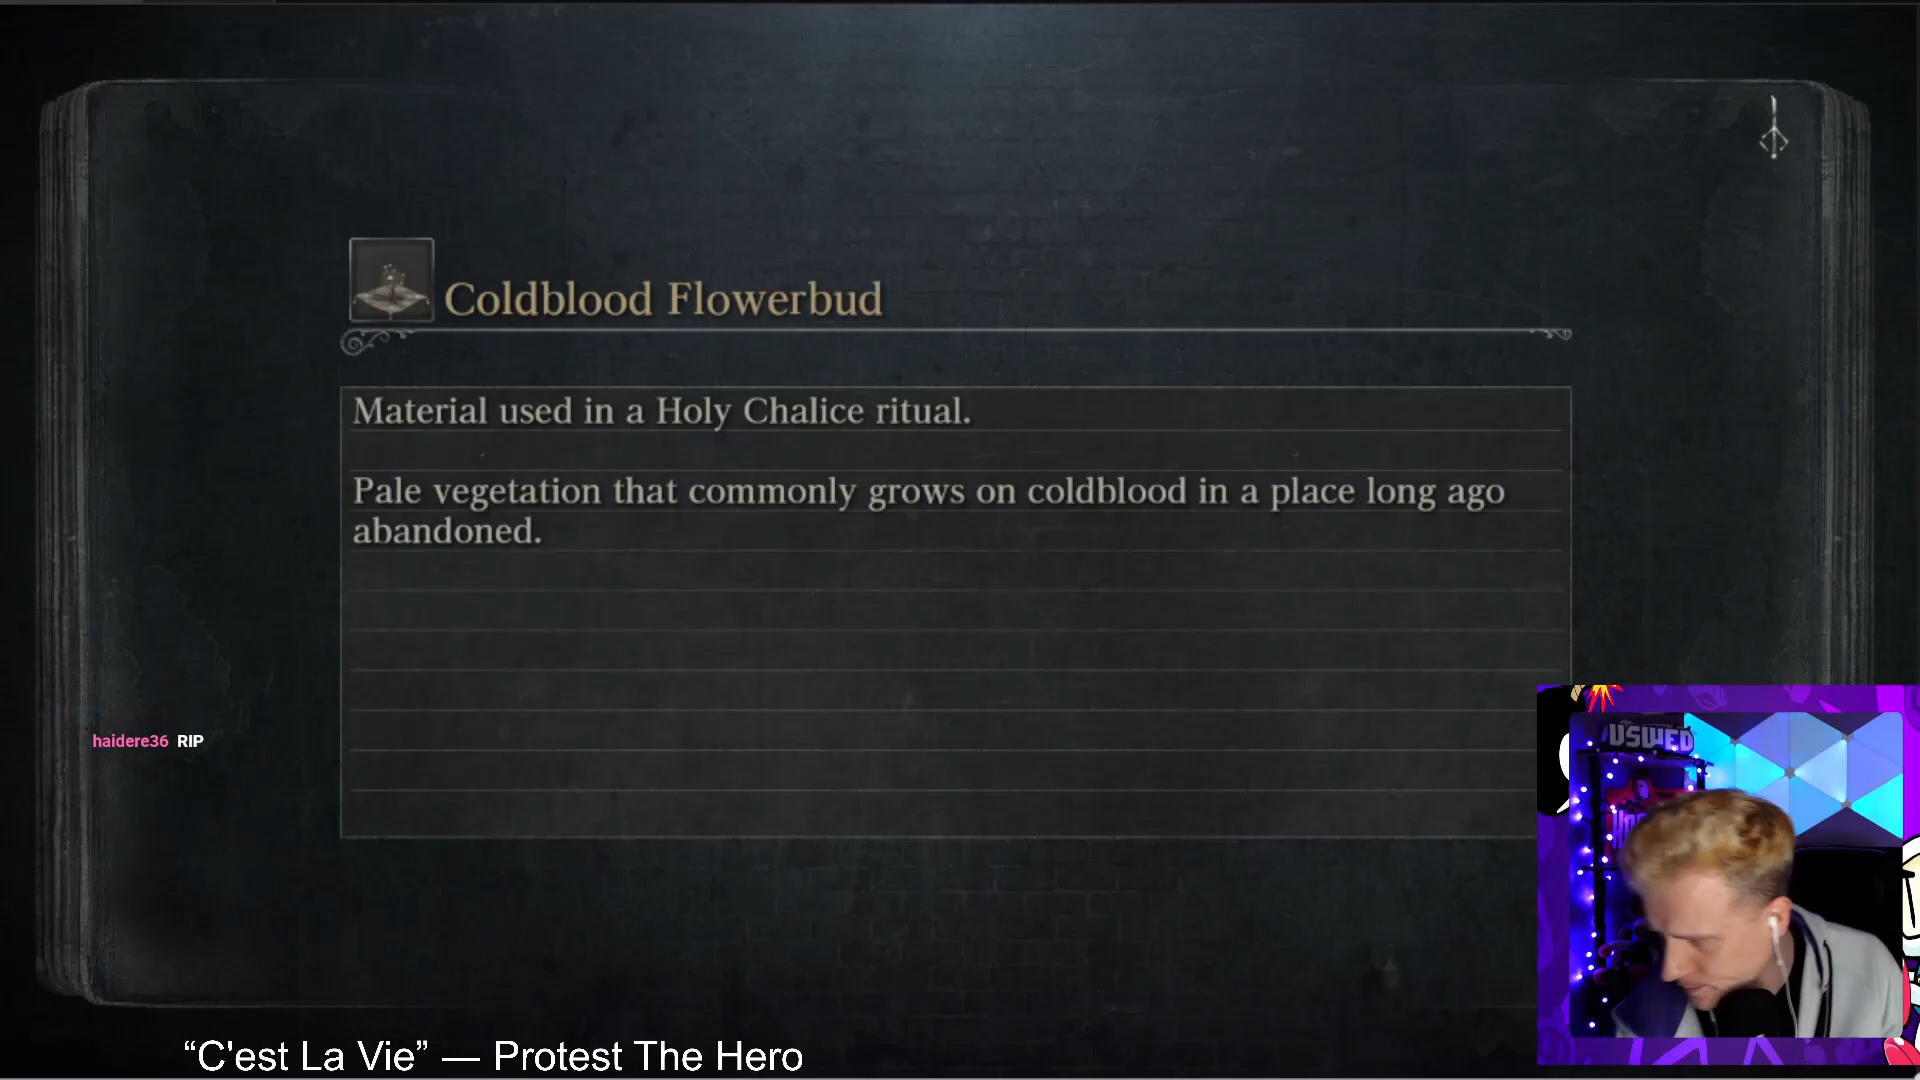 Coldblood Flowerbud
Material used in a Holy Chalice ritual.
Pale vegetation that commonly grows on coldblood in a place long ago
abandoned.
haidere36 RIP
USWED
“C'est La Vie” — Protest The Hero